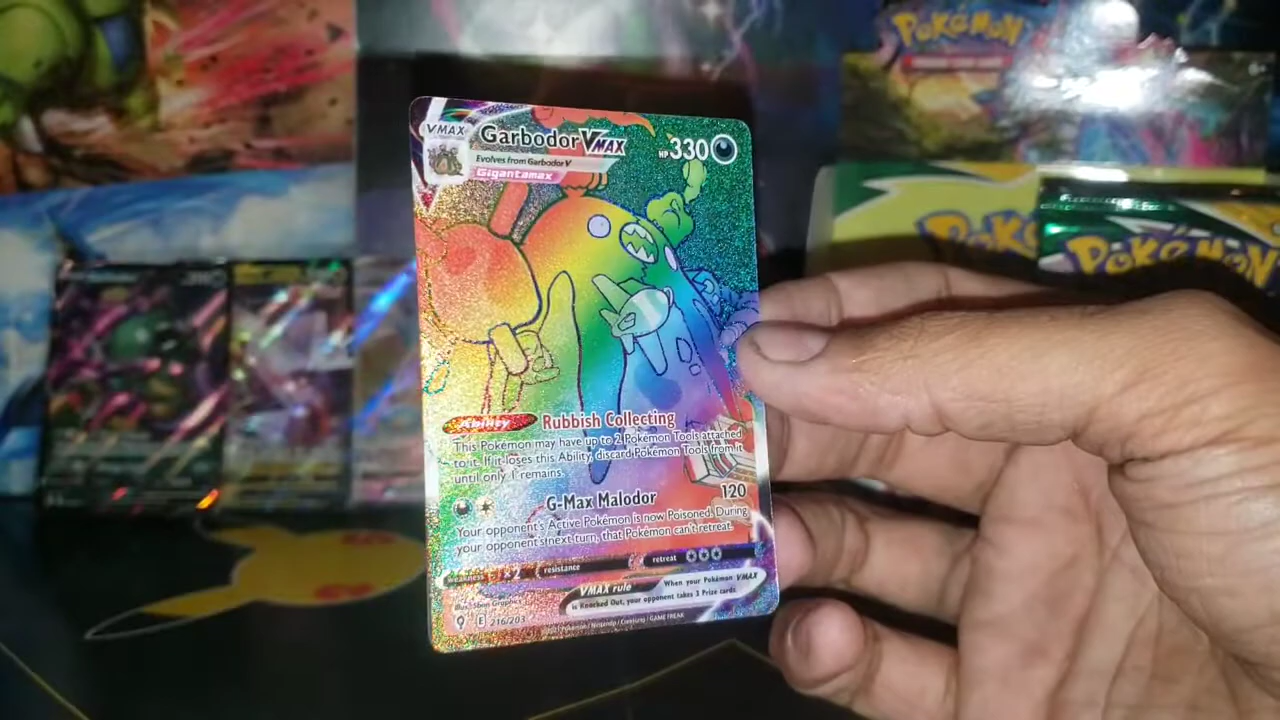 VMAX
Garbodor VMAX
HP 330
Evolves from Garbodor V
Gigantamax
Pokémon
Poké
Pokémon
Ability Rubbish Collecting
This Pokémon may have up to 2 Pokémon Tools attached
to it. If it loses this Ability, discard Pokémon Tools from it
until only 1 remains.
G-Max Malodor 120
Your opponent's Active Pokémon is now Poisoned. During
your opponent's next turn, that Pokémon can't retreat.
weakness ×2 resistance retreat
VMAX rule When your Pokémon VMAX
is Knocked Out, your opponent takes 3 Prize cards.
E 216/203
Pokémon / Nintendo / Creatures / GAME FREAK